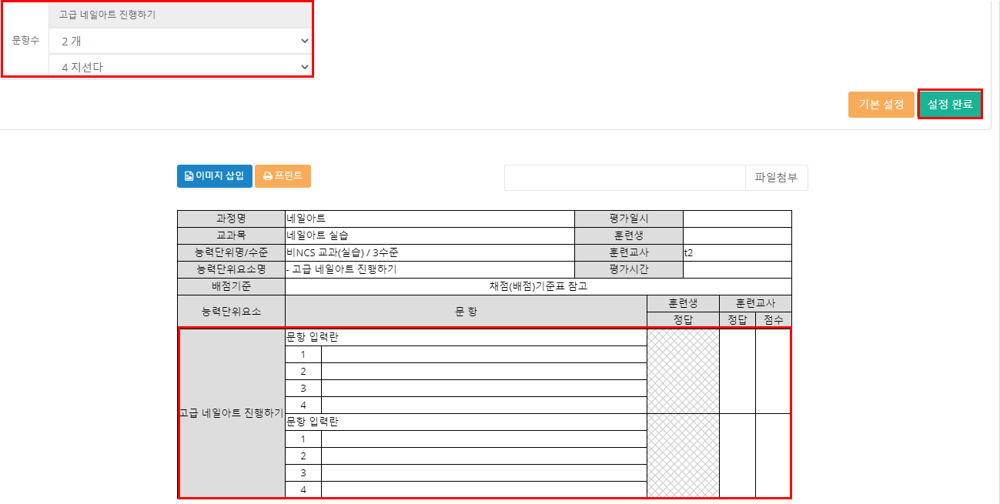 고급 네일아트 진행하기
문항수
2 개
4 지선다
기본 설정 설정 완료
이미지 삽입 프린트 파일첨부
과정명 네일아트 평가일시
교과목 네일아트 실습 훈련생
능력단위명/수준 비NCS 교과(실습) / 3수준 훈련교사 t2
능력단위요소명 - 고급 네일아트 진행하기 평가시간
배점기준 채점(배점)기준표 참고
능력단위요소 문 항 훈련생 훈련교사
정답 정답 점수
고급 네일아트 진행하기
문항 입력란
1
2
3
4
문항 입력란
1
2
3
4